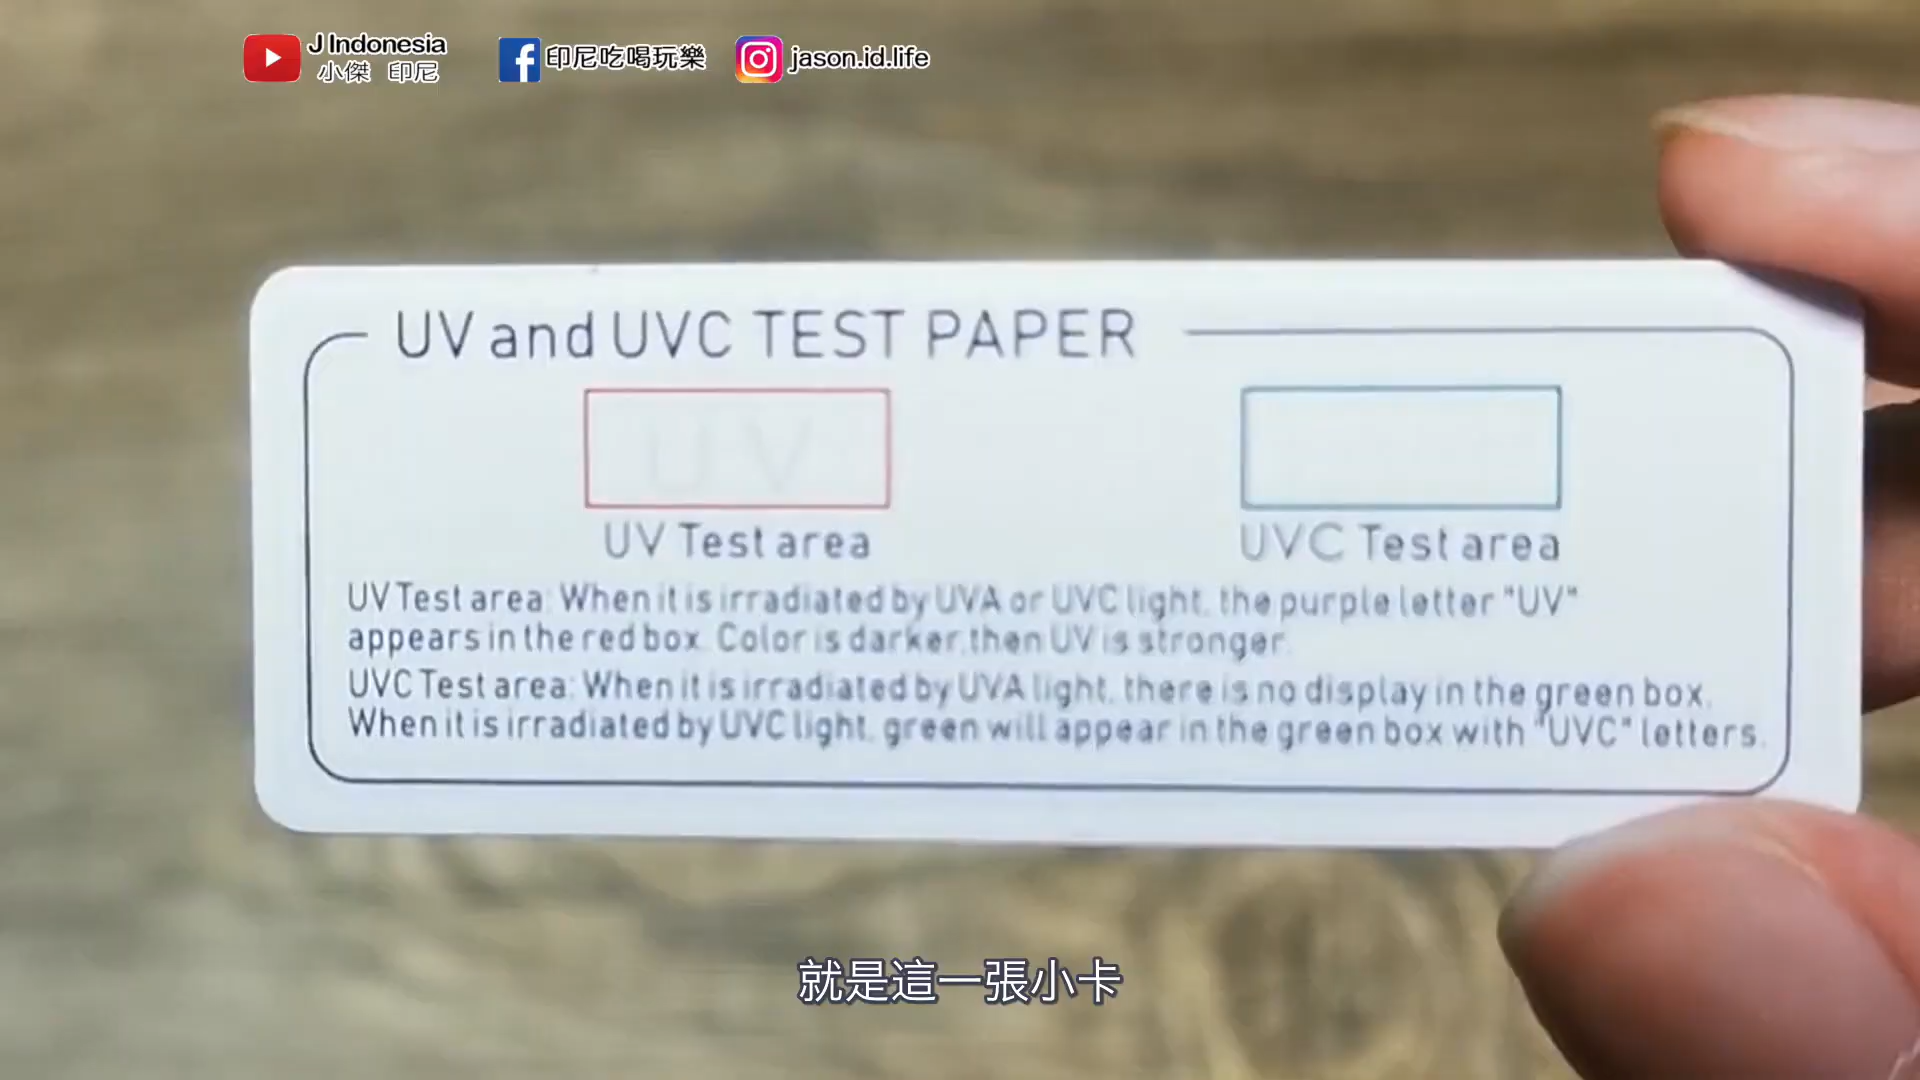 J Indonesia
小傑 印尼
印尼吃喝玩樂
jason.id.life
UV and UVC TEST PAPER
UV
UV Test area
UVC Test area
UV Test area: When it is irradiated by UVA or UVC light, the purple letter "UV"
appears in the red box. Color is darker,then UV is stronger.
UVC Test area: When it is irradiated by UVA light, there is no display in the green box.
When it is irradiated by UVC light, green will appear in the green box with "UVC" letters.
就是這一張小卡